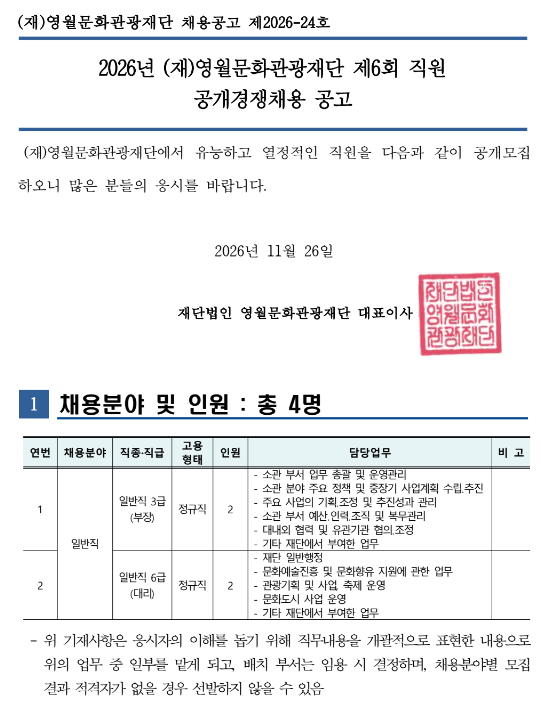 (재)영월문화관광재단 채용공고 제2026-24호
2026년 (재)영월문화관광재단 제6회 직원
공개경쟁채용 공고
(재)영월문화관광재단에서 유능하고 열정적인 직원을 다음과 같이 공개모집
하오니 많은 분들의 응시를 바랍니다.
2026년 11월 26일
재단법인 영월문화관광재단 대표이사
1 채용분야 및 인원 : 총 4명
연번 채용분야 직종·직급 고용 형태 인원 담당업무 비 고
1 일반직 일반직 3급 (부장) 정규직 2
- 소관 부서 업무 총괄 및 운영관리
- 소관 분야 주요 정책 및 중장기 사업계획 수립.추진
- 주요 사업의 기획.조정 및 추진성과 관리
- 소관 부서 예산.인력.조직 및 복무관리
- 대내외 협력 및 유관기관 협의.조정
- 기타 재단에서 부여한 업무
2 일반직 6급 (대리) 정규직 2
- 재단 일반행정
- 문화예술진흥 및 문화향유 지원에 관한 업무
- 관광기획 및 사업, 축제 운영
- 문화도시 사업 운영
- 기타 재단에서 부여한 업무
- 위 기재사항은 응시자의 이해를 돕기 위해 직무내용을 개괄적으로 표현한 내용으로
위의 업무 중 일부를 맡게 되고, 배치 부서는 임용 시 결정하며, 채용분야별 모집
결과 적격자가 없을 경우 선발하지 않을 수 있음